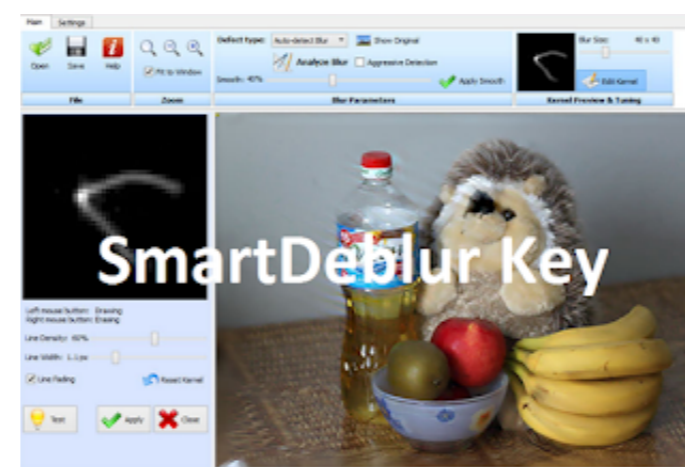 Main Settings
Defect type: Auto-detect Blur Show Original
Blur Size: 40 x 40
Open Save Help
Fit to Window
Analyze Blur Aggressive Detection
Smooth: 40% Apply Smooth
Edit Kernel
File Zoom Blur Parameters Kernel Preview & Tuning
SmartDeblur Key
Left mouse button: Drawing
Right mouse button: Erasing
Line Density: 60%
Line Width: 1.1px
Line Fading Reset Kernel
Test Apply Close